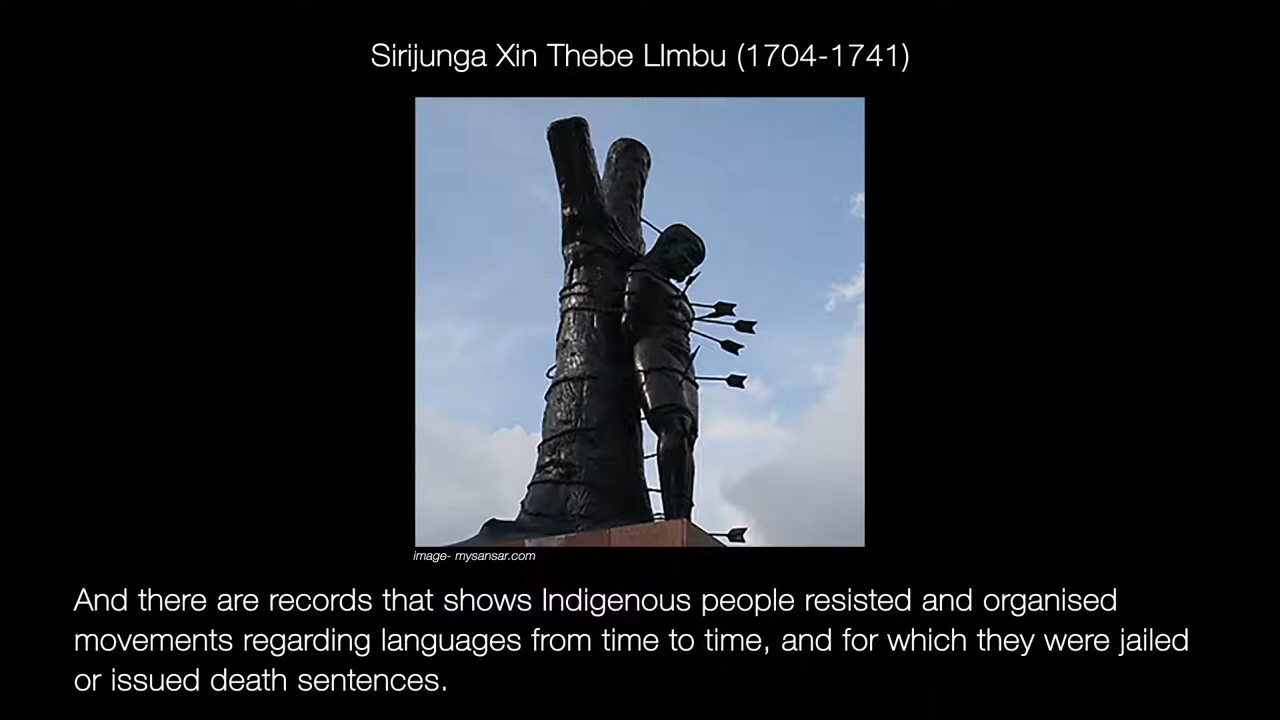 Sirijunga Xin Thebe LImbu (1704-1741)
image- mysansar.com
And there are records that shows Indigenous people resisted and organised
movements regarding languages from time to time, and for which they were jailed
or issued death sentences.